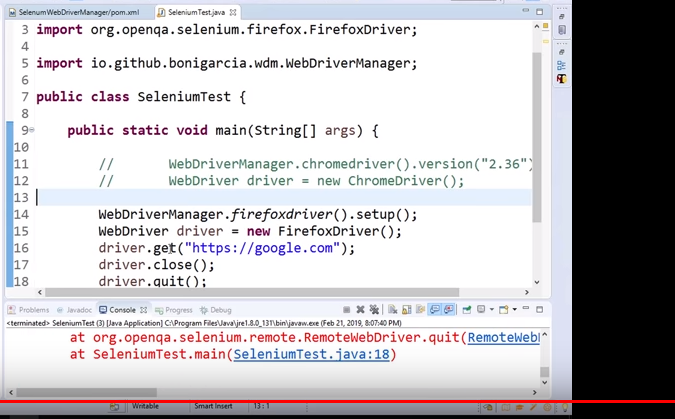 SelenumWebDriverManager/pom.xml
SeleniumTest.java
3 import org.openqa.selenium.firefox.FirefoxDriver;
4
5 import io.github.bonigarcia.wdm.WebDriverManager;
6
7 public class SeleniumTest {
8
9 public static void main(String[] args) {
10
11 // WebDriverManager.chromedriver().version("2.36")
12 // WebDriver driver = new ChromeDriver();
13
14 WebDriverManager.firefoxdriver().setup();
15 WebDriver driver = new FirefoxDriver();
16 driver.get("https://google.com");
17 driver.close();
18 driver.quit();
Problems Javadoc Console Progress Debug
<terminated> SeleniumTest (3) [Java Application] C:\Program Files\Java\jre1.8.0_131\bin\javaw.exe (Feb 21, 2019, 8:07:40 PM)
at org.openqa.selenium.remote.RemoteWebDriver.quit(RemoteWebD
at SeleniumTest.main(SeleniumTest.java:18)
Writable Smart Insert 13 : 1